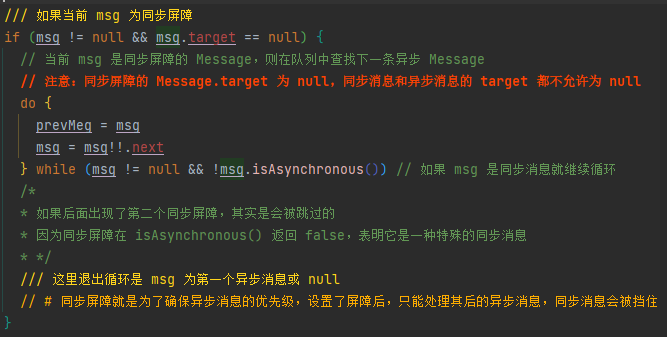 /// 如果当前 msg 为同步屏障
if (msg != null && msg.target == null) {
// 当前 msg 是同步屏障的 Message，则在队列中查找下一条异步 Message
// 注意：同步屏障的 Message.target 为 null，同步消息和异步消息的 target 都不允许为 null
do {
prevMeg = msg
msg = msg!!.next
} while (msg != null && !msg.isAsynchronous()) // 如果 msg 是同步消息就继续循环
/*
* 如果后面出现了第二个同步屏障，其实是会被跳过的
* 因为同步屏障在 isAsynchronous() 返回 false，表明它是一种特殊的同步消息
* */
/// 这里退出循环是 msg 为第一个异步消息或 null
// # 同步屏障就是为了确保异步消息的优先级，设置了屏障后，只能处理其后的异步消息，同步消息会被挡住
}